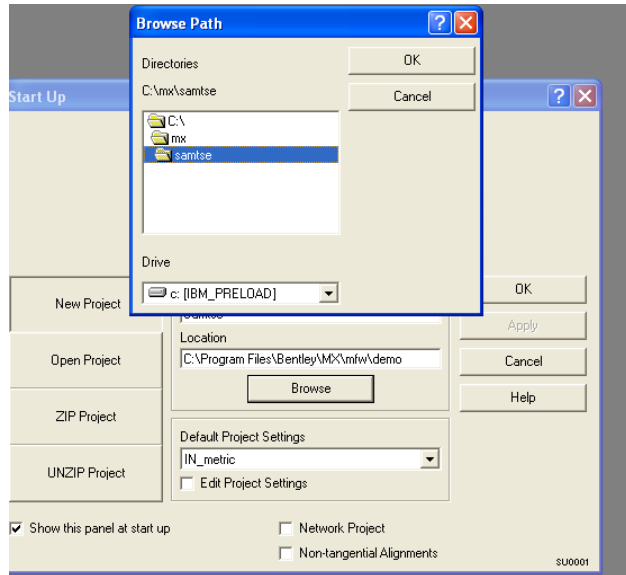 Browse Path
Directories
OK
C:\mx\samtse
Cancel
Start Up
C:\
mx
samtse
Drive
c: [IBM_PRELOAD]
OK
New Project
Location
Apply
C:\Program Files\Bentley\MX\mfw\demo
Open Project
Cancel
Browse
Help
ZIP Project
Default Project Settings
IN_metric
UNZIP Project
Edit Project Settings
Show this panel at start up
Network Project
Non-tangential Alignments
SU0001